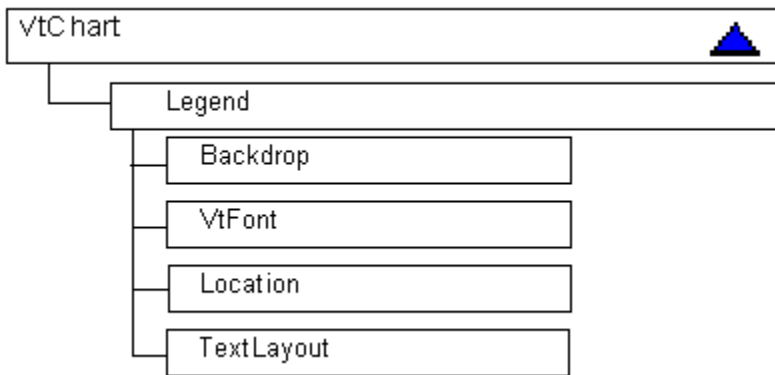 VtChart
Legend
Backdrop
VtFont
Location
TextLayout